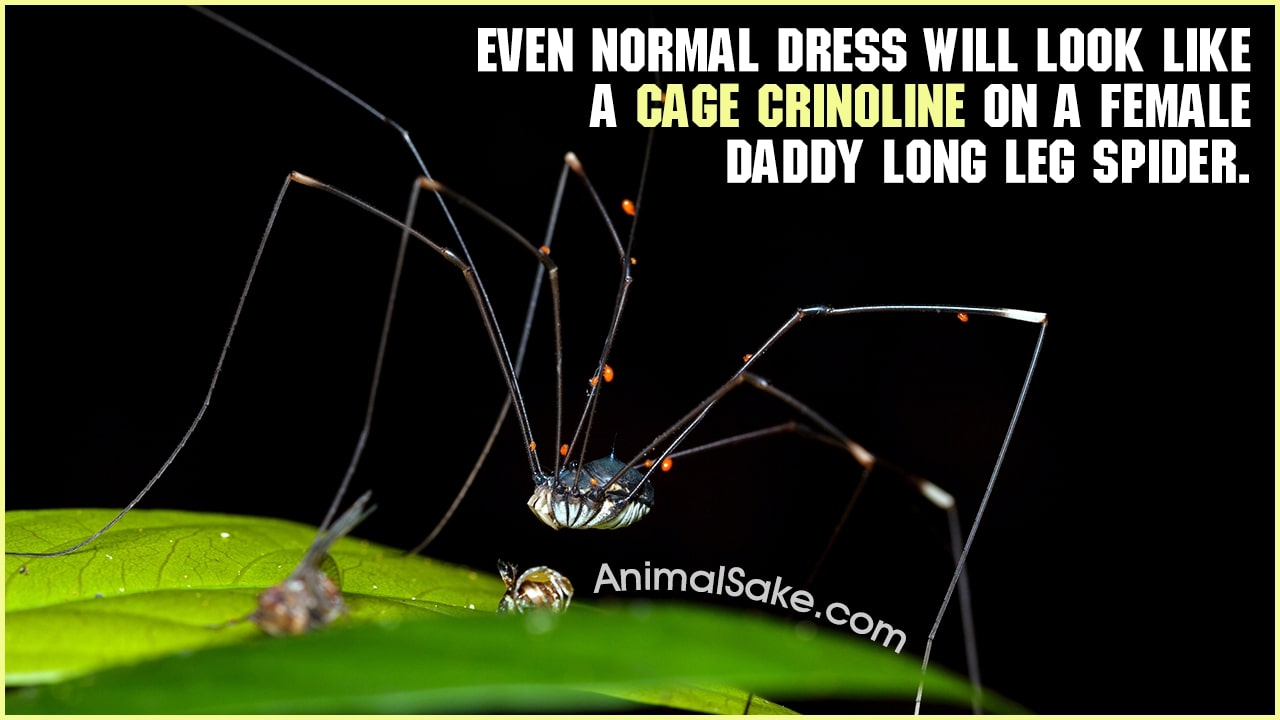 EVEN NORMAL DRESS WILL LOOK LIKE
A CAGE CRINOLINE ON A FEMALE
DADDY LONG LEG SPIDER.
AnimalSake.com